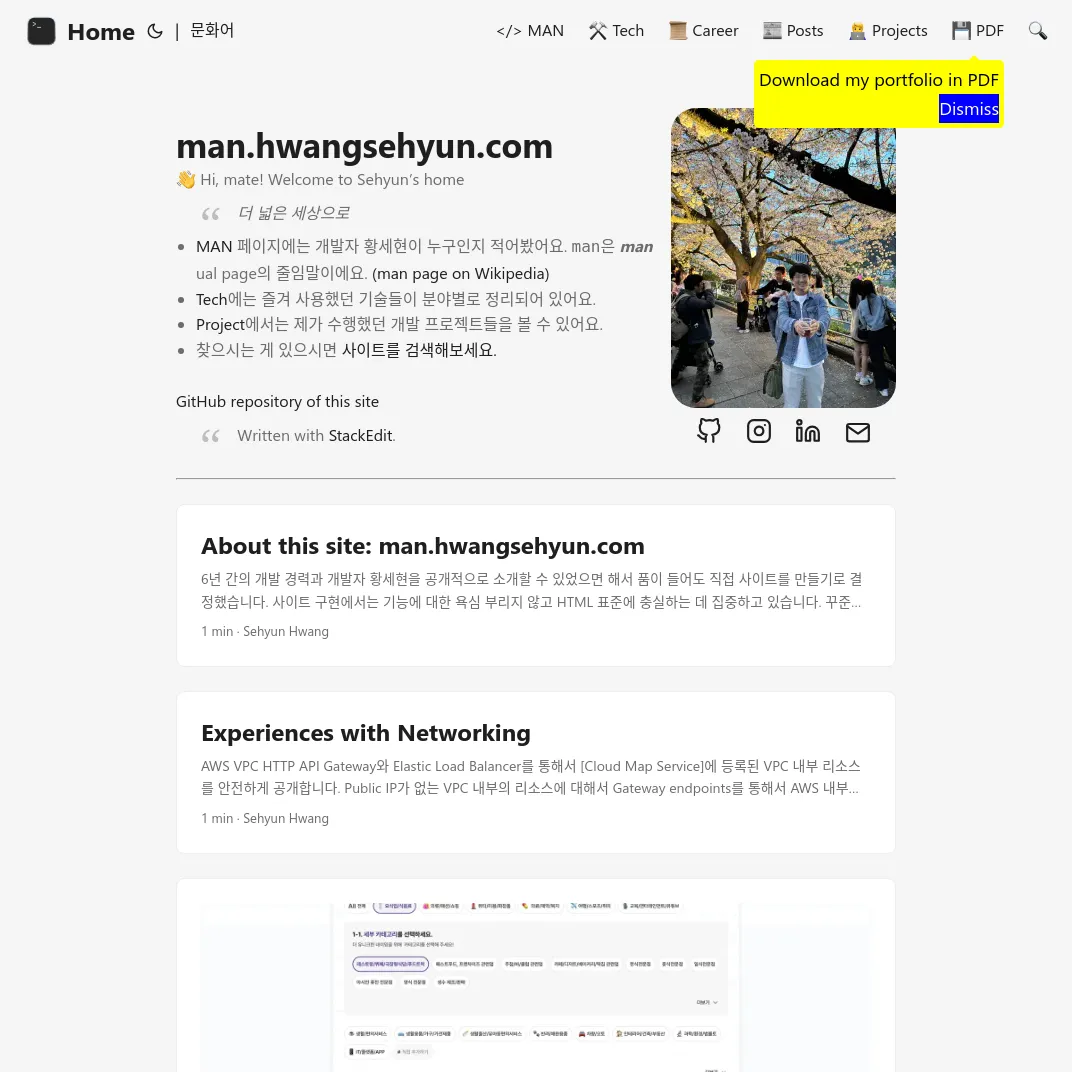 Home | 문화어 </> MAN Tech Career Posts Projects PDF
Download my portfolio in PDF
Dismiss
man.hwangsehyun.com
Hi, mate! Welcome to Sehyun's home
더 넓은 세상으로
MAN 페이지에는 개발자 황세현이 누구인지 적어봤어요. man은 man
ual page의 줄임말이에요. (man page on Wikipedia)
Tech에는 즐겨 사용했던 기술들이 분야별로 정리되어 있어요.
Project에서는 제가 수행했던 개발 프로젝트들을 볼 수 있어요.
찾으시는 게 있으시면 사이트를 검색해보세요.
GitHub repository of this site
Written with StackEdit.
About this site: man.hwangsehyun.com
6년 간의 개발 경력과 개발자 황세현을 공개적으로 소개할 수 있었으면 해서 품이 들어도 직접 사이트를 만들기로 결
정했습니다. 사이트 구현에서는 기능에 대한 욕심 부리지 않고 HTML 표준에 충실하는 데 집중하고 있습니다. 꾸준...
1 min · Sehyun Hwang
Experiences with Networking
AWS VPC HTTP API Gateway와 Elastic Load Balancer를 통해서 [Cloud Map Service]에 등록된 VPC 내부 리소스
를 안전하게 공개합니다. Public IP가 없는 VPC 내부의 리소스에 대해서 Gateway endpoints를 통해서 AWS 내부...
1 min · Sehyun Hwang
1-1. 세부 카테고리를 선택하세요.
더보기